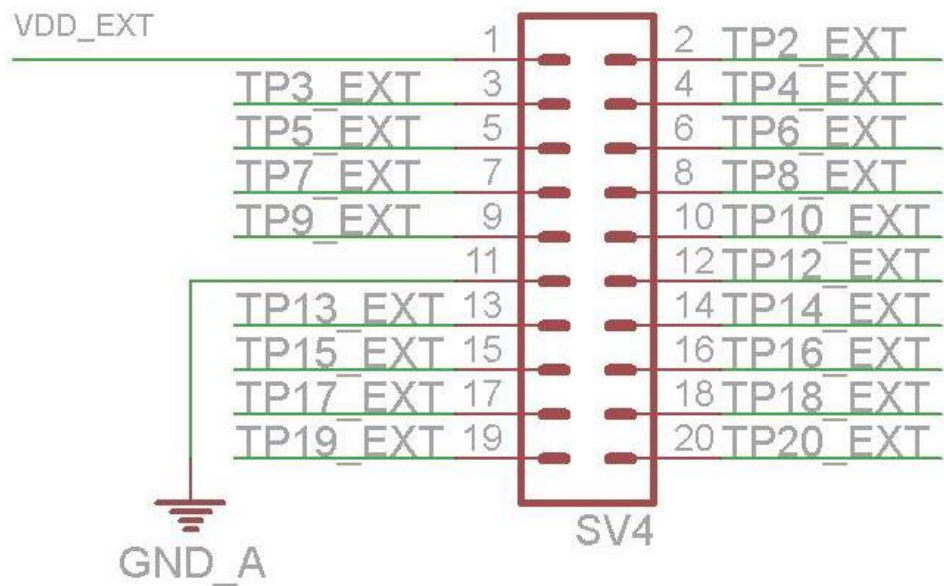 VDD_EXT
1 2 TP2_EXT
TP3_EXT 3 4 TP4_EXT
TP5_EXT 5 6 TP6_EXT
TP7_EXT 7 8 TP8_EXT
TP9_EXT 9 10 TP10_EXT
11 12 TP12_EXT
TP13_EXT 13 14 TP14_EXT
TP15_EXT 15 16 TP16_EXT
TP17_EXT 17 18 TP18_EXT
TP19_EXT 19 20 TP20_EXT
SV4
GND_A